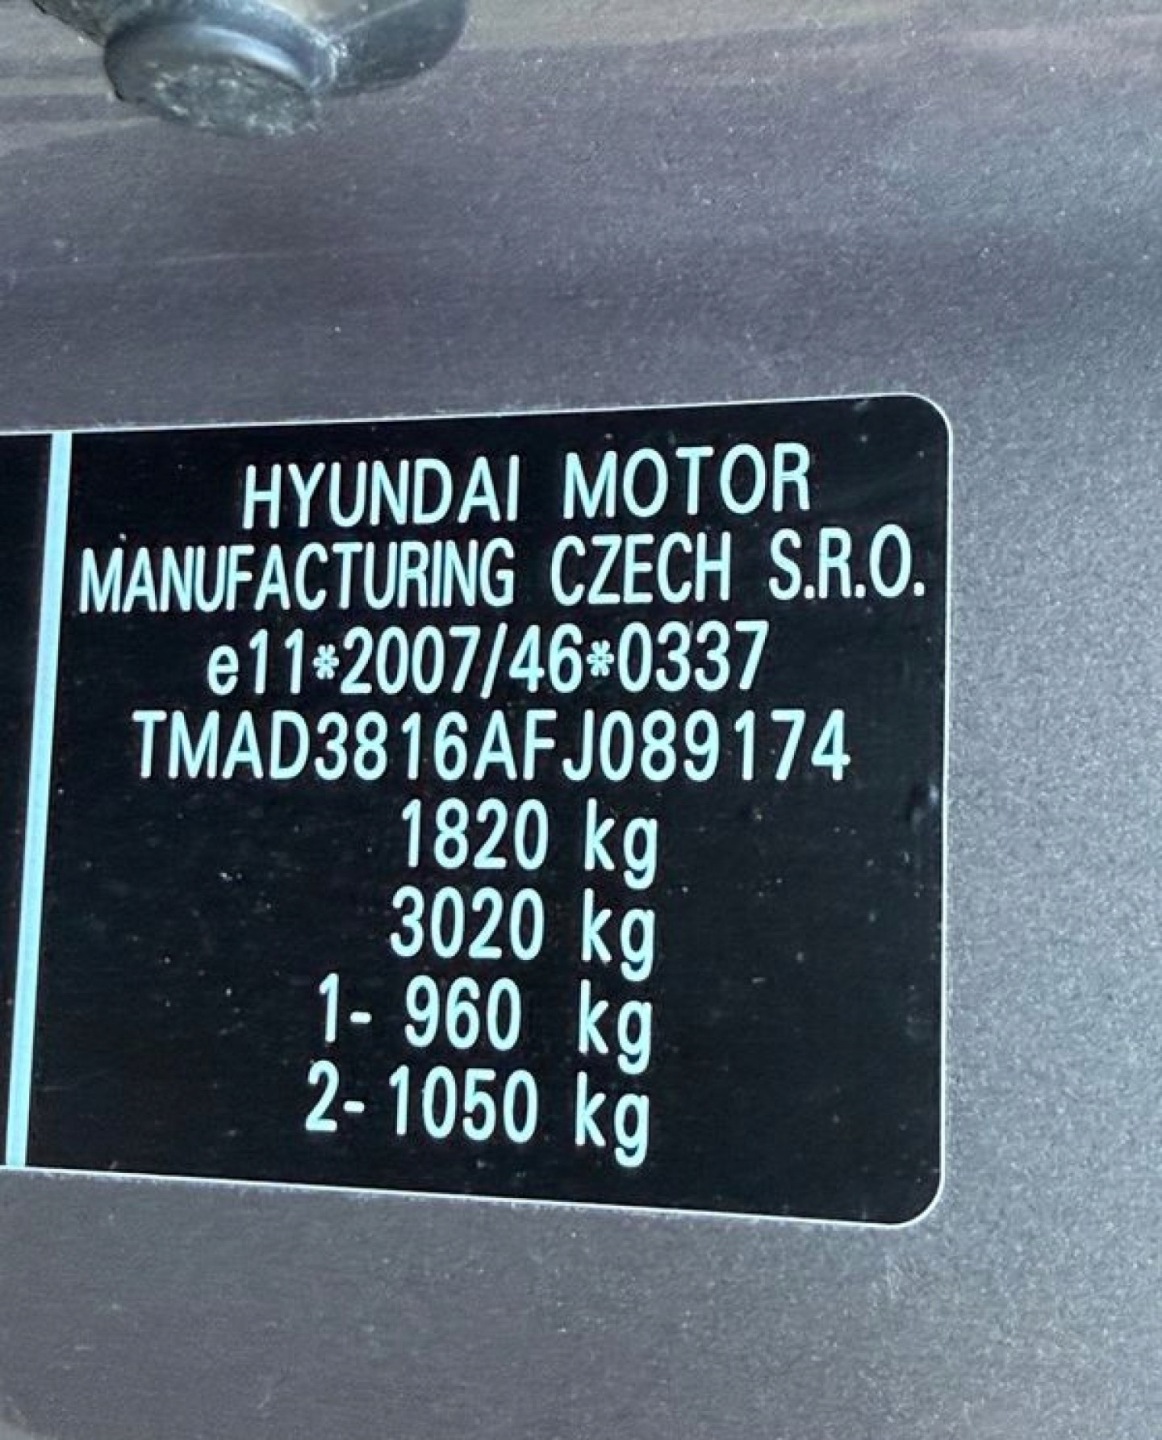 HYUNDAI MOTOR
MANUFACTURING CZECH S.R.O.
e11*2007/46*0337
TMAD3816AFJ089174
1820 kg
3020 kg
1- 960 kg
2- 1050 kg